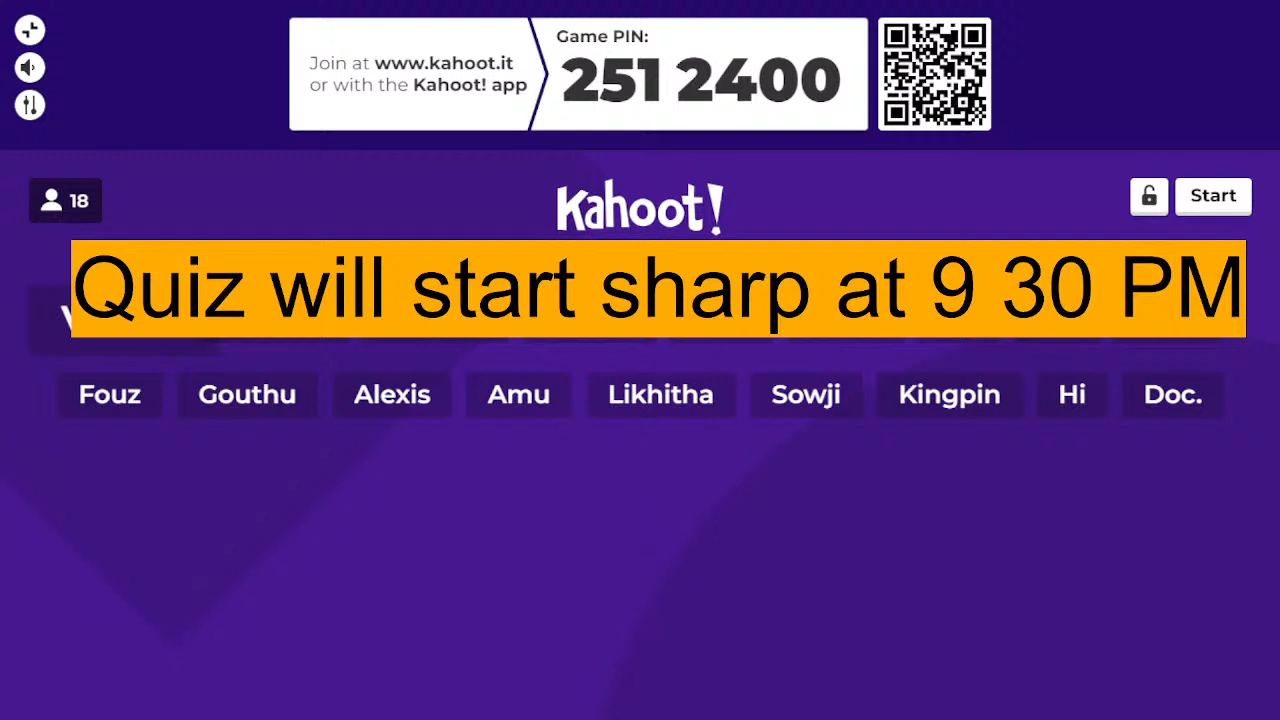 Join at www.kahoot.it
or with the Kahoot! app
Game PIN:
251 2400
18
Kahoot!
Start
Quiz will start sharp at 9 30 PM
Fouz Gouthu Alexis Amu Likhitha Sowji Kingpin Hi Doc.